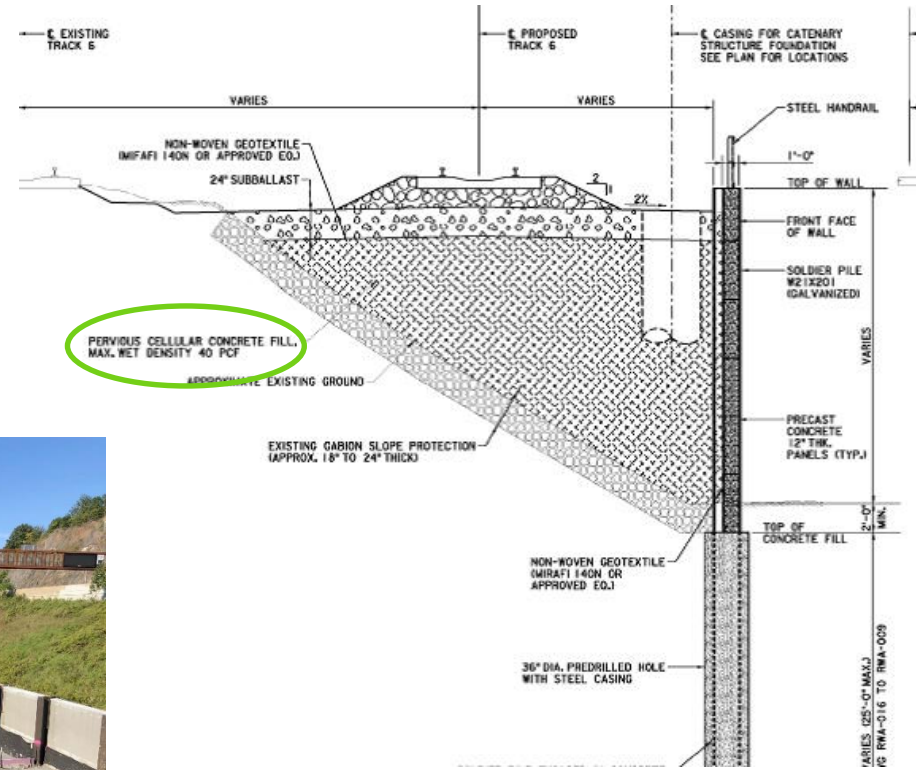 ℄ EXISTING
TRACK 6
℄ PROPOSED
TRACK 6
℄ CASING FOR CATENARY
STRUCTURE FOUNDATION
SEE PLAN FOR LOCATIONS
VARIES
VARIES
STEEL HANDRAIL
NON-WOVEN GEOTEXTILE
(MIFAFI 140N OR APPROVED EQ.)
1'-0"
24" SUBBALLAST
2
1
2%
TOP OF WALL
FRONT FACE
OF WALL
SOLDIER PILE
W21X201
(GALVANIZED)
VARIES
PERVIOUS CELLULAR CONCRETE FILL.
MAX. WET DENSITY 40 PCF
APPROXIMATE EXISTING GROUND
PRECAST
CONCRETE
12" THK.
PANELS (TYP.)
EXISTING GABION SLOPE PROTECTION
(APPROX. 18" TO 24" THICK)
2'-0"
MIN.
TOP OF
CONCRETE FILL
NON-WOVEN GEOTEXTILE
(MIRAFI 140N OR
APPROVED EQ.)
36" DIA. PREDRILLED HOLE
WITH STEEL CASING
VARIES (25'-0" MAX.)
RWA-016 TO RWA-009